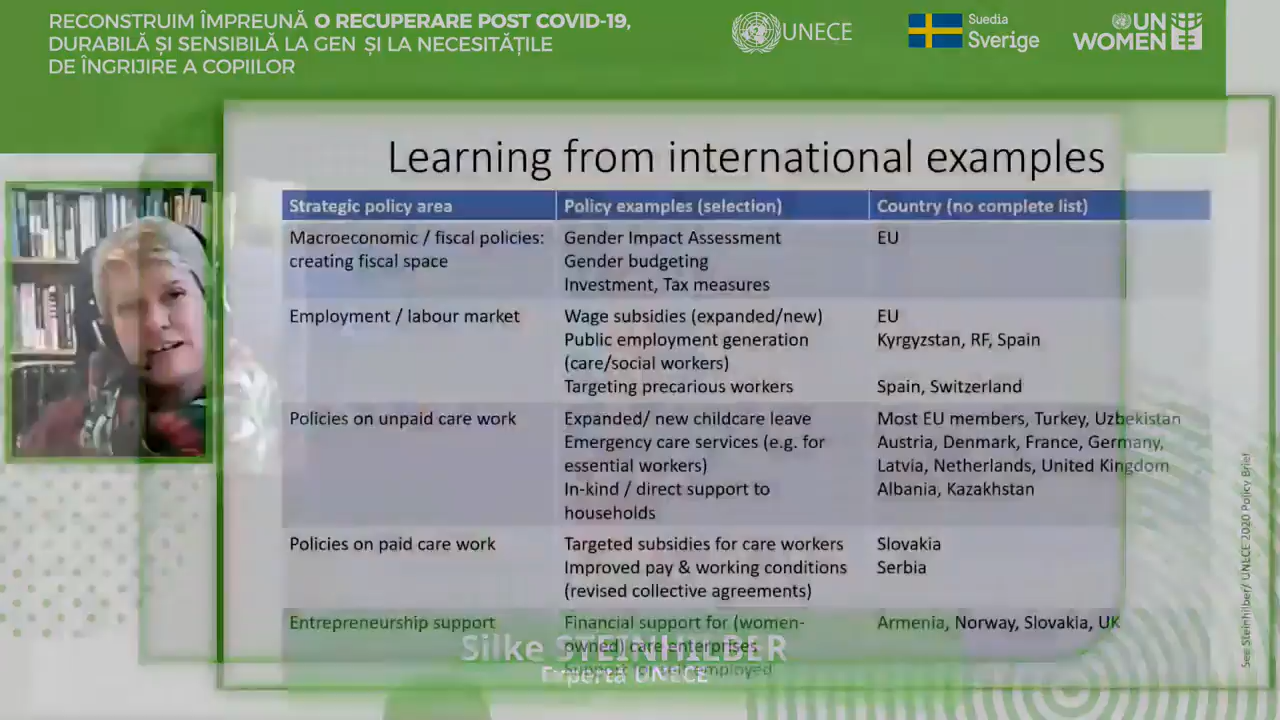 RECONSTRUIM ÎMPREUNĂ O RECUPERARE POST COVID-19,
DURABILĂ ȘI SENSIBILĂ LA GEN ȘI LA NECESITĂȚILE
DE ÎNGRIJIRE A COPIILOR
UNECE
Suedia
Sverige
UN
WOMEN
Learning from international examples
Strategic policy area
Policy examples (selection)
Country (no complete list)
Macroeconomic / fiscal policies:
creating fiscal space
Gender Impact Assessment
Gender budgeting
Investment, Tax measures
EU
Employment / labour market
Wage subsidies (expanded/new)
Public employment generation
(care/social workers)
Targeting precarious workers
EU
Kyrgyzstan, RF, Spain
Spain, Switzerland
Policies on unpaid care work
Expanded/ new childcare leave
Emergency care services (e.g. for
essential workers)
In-kind / direct support to
households
Most EU members, Turkey, Uzbekistan
Austria, Denmark, France, Germany,
Latvia, Netherlands, United Kingdom
Albania, Kazakhstan
Policies on paid care work
Targeted subsidies for care workers
Improved pay & working conditions
(revised collective agreements)
Slovakia
Serbia
Entrepreneurship support
Financial support for (women-
owned) care enterprises
employed
Armenia, Norway, Slovakia, UK
Silke STEINHILBER
UNECE
See Steinhilber/ UNECE 2020 Policy Brief